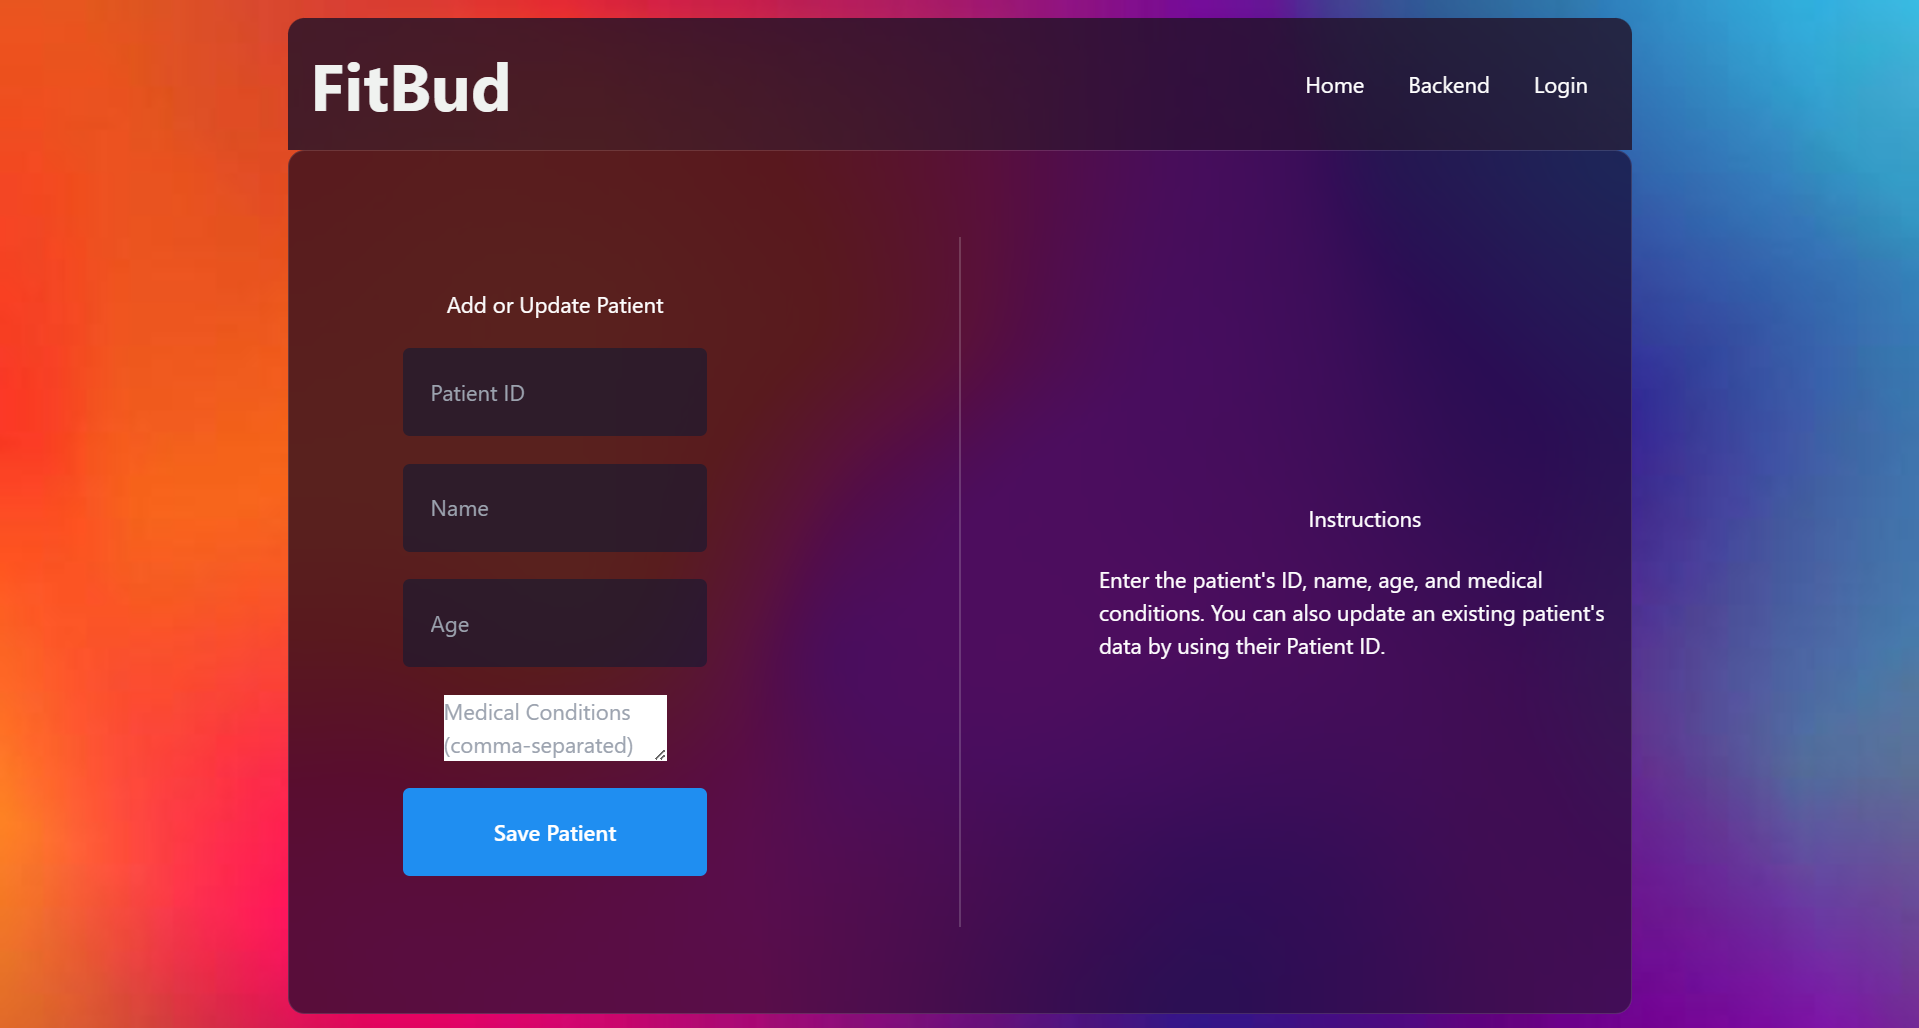 FitBud
Home
Backend
Login
Add or Update Patient
Patient ID
Name
Age
Medical Conditions
(comma-separated)
Save Patient
Instructions
Enter the patient's ID, name, age, and medical
conditions. You can also update an existing patient's
data by using their Patient ID.